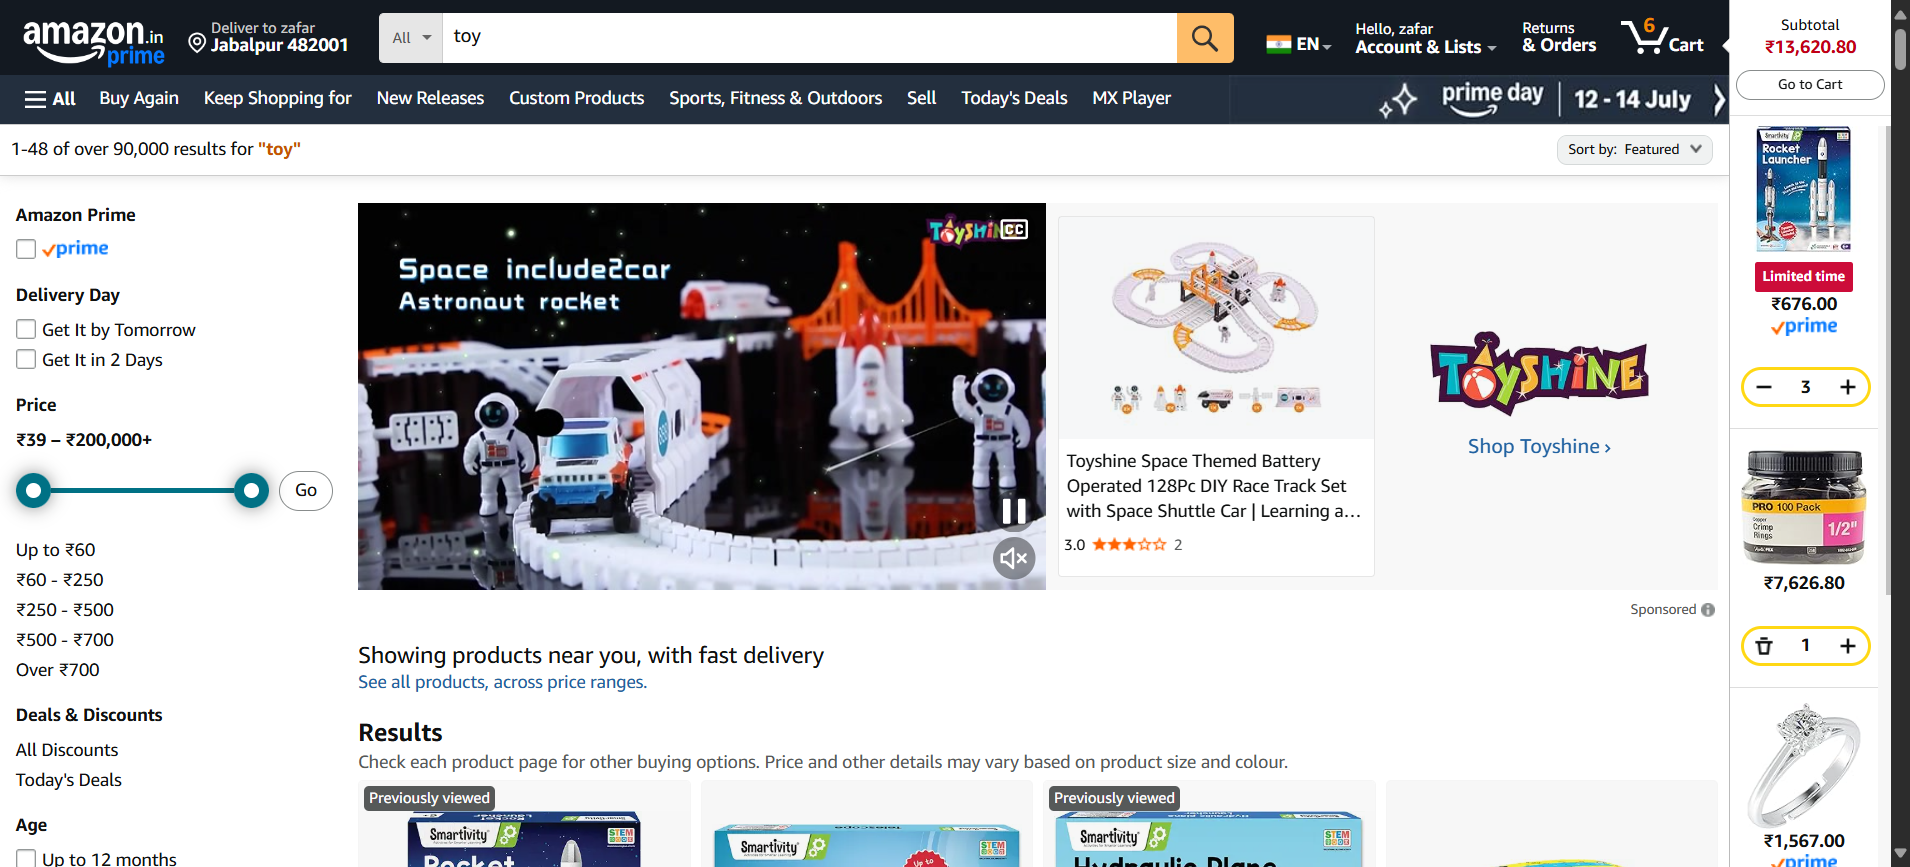 amazon.in
prime
Deliver to zafar
Jabalpur 482001
All
toy
EN
Hello, zafar
Account & Lists
Returns
& Orders
6
Cart
All
Buy Again
Keep Shopping for
New Releases
Custom Products
Sports, Fitness & Outdoors
Sell
Today's Deals
MX Player
prime day
12 - 14 July
Subtotal
₹13,620.80
Go to Cart
1-48 of over 90,000 results for "toy"
Sort by: Featured
Amazon Prime
prime
Delivery Day
Get It by Tomorrow
Get It in 2 Days
Price
₹39 – ₹200,000+
Go
Up to ₹60
₹60 - ₹250
₹250 - ₹500
₹500 - ₹700
Over ₹700
Deals & Discounts
All Discounts
Today's Deals
Age
Up to 12 months
CC
Space include2car
Astronaut rocket
Toyshine Space Themed Battery
Operated 128Pc DIY Race Track Set
with Space Shuttle Car | Learning a…
3.0
2
TOYSHINE
Shop Toyshine ›
Sponsored
Showing products near you, with fast delivery
See all products, across price ranges.
Results
Check each product page for other buying options. Price and other details may vary based on product size and colour.
Previously viewed
Smartivity
STEM
Rocket
Smartivity
STEM
Up to
Previously viewed
Smartivity
STEM
Hydraulic Plane
Smartivity
Rocket
Launcher
Limited time
₹676.00
prime
3
PRO 100 Pack
Copper
Crimp
Rings
1/2"
₹7,626.80
1
₹1,567.00
prime